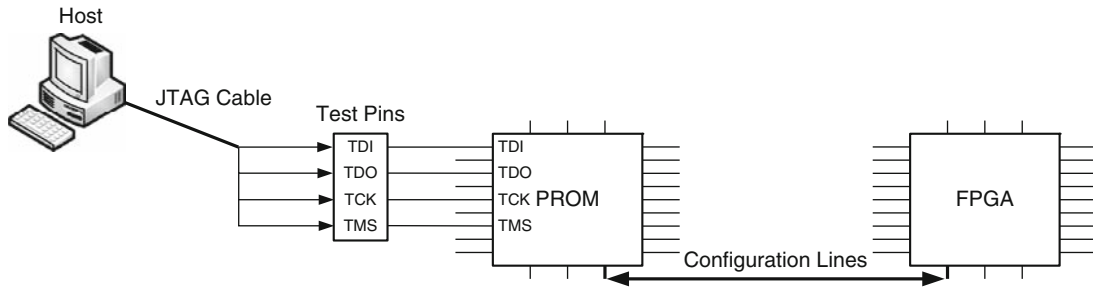 Host
JTAG Cable
Test Pins
TDI
TDO
TCK
TMS
TDI
TDO
TCK PROM
TMS
FPGA
Configuration Lines